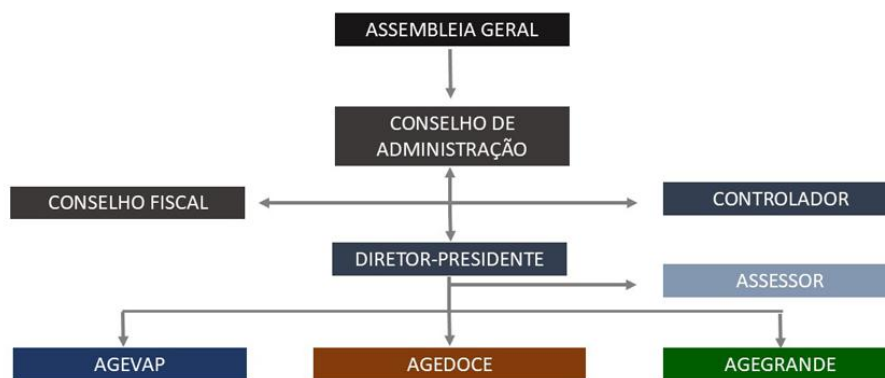 ASSEMBLEIA GERAL
CONSELHO DE
ADMINISTRAÇÃO
CONSELHO FISCAL
CONTROLADOR
DIRETOR-PRESIDENTE
ASSESSOR
AGEVAP
AGEDOCE
AGEGRANDE